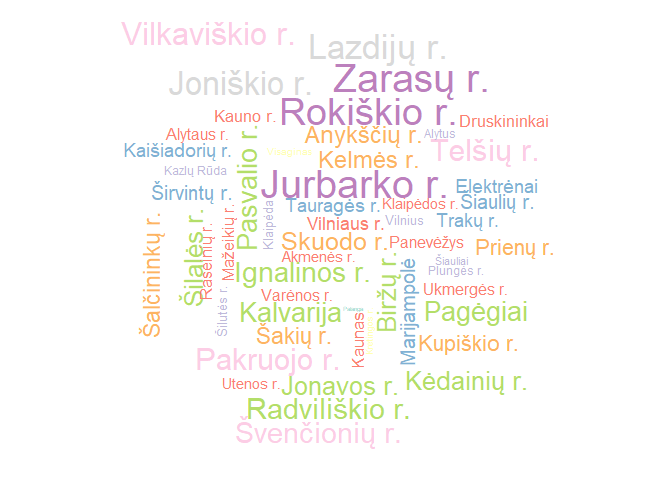 Vilkaviškio r.
Lazdijų r.
Joniškio r.
Zarasų r.
Kauno r.
Rokiškio r.
Druskininkai
Alytaus r.
Anykščių r.
Alytus
Kaišiadorių r.
Pasvalio r.
Kelmės r.
Telšių r.
Kazlų Rūda
Širvintų r.
Jurbarko r.
Elektrėnai
Klaipėda
Tauragės r.
Klaipėdos r.
Šiaulių r.
Vilniaus r.
Vilnius
Trakų r.
Šalčininkų r.
Šilalės r.
Raseinių r.
Mažeikių r.
Skuodo r.
Panevėžys
Prienų r.
Akmenės r.
Šiauliai
Plungės r.
Ignalinos r.
Biržų r.
Marijampolė
Ukmergės r.
Varėnos r.
Šilutės r.
Kalvarija
Pagėgiai
Šakių r.
Kaunas
Kupiškio r.
Pakruojo r.
Utenos r.
Jonavos r.
Kėdainių r.
Radviliškio r.
Švenčionių r.